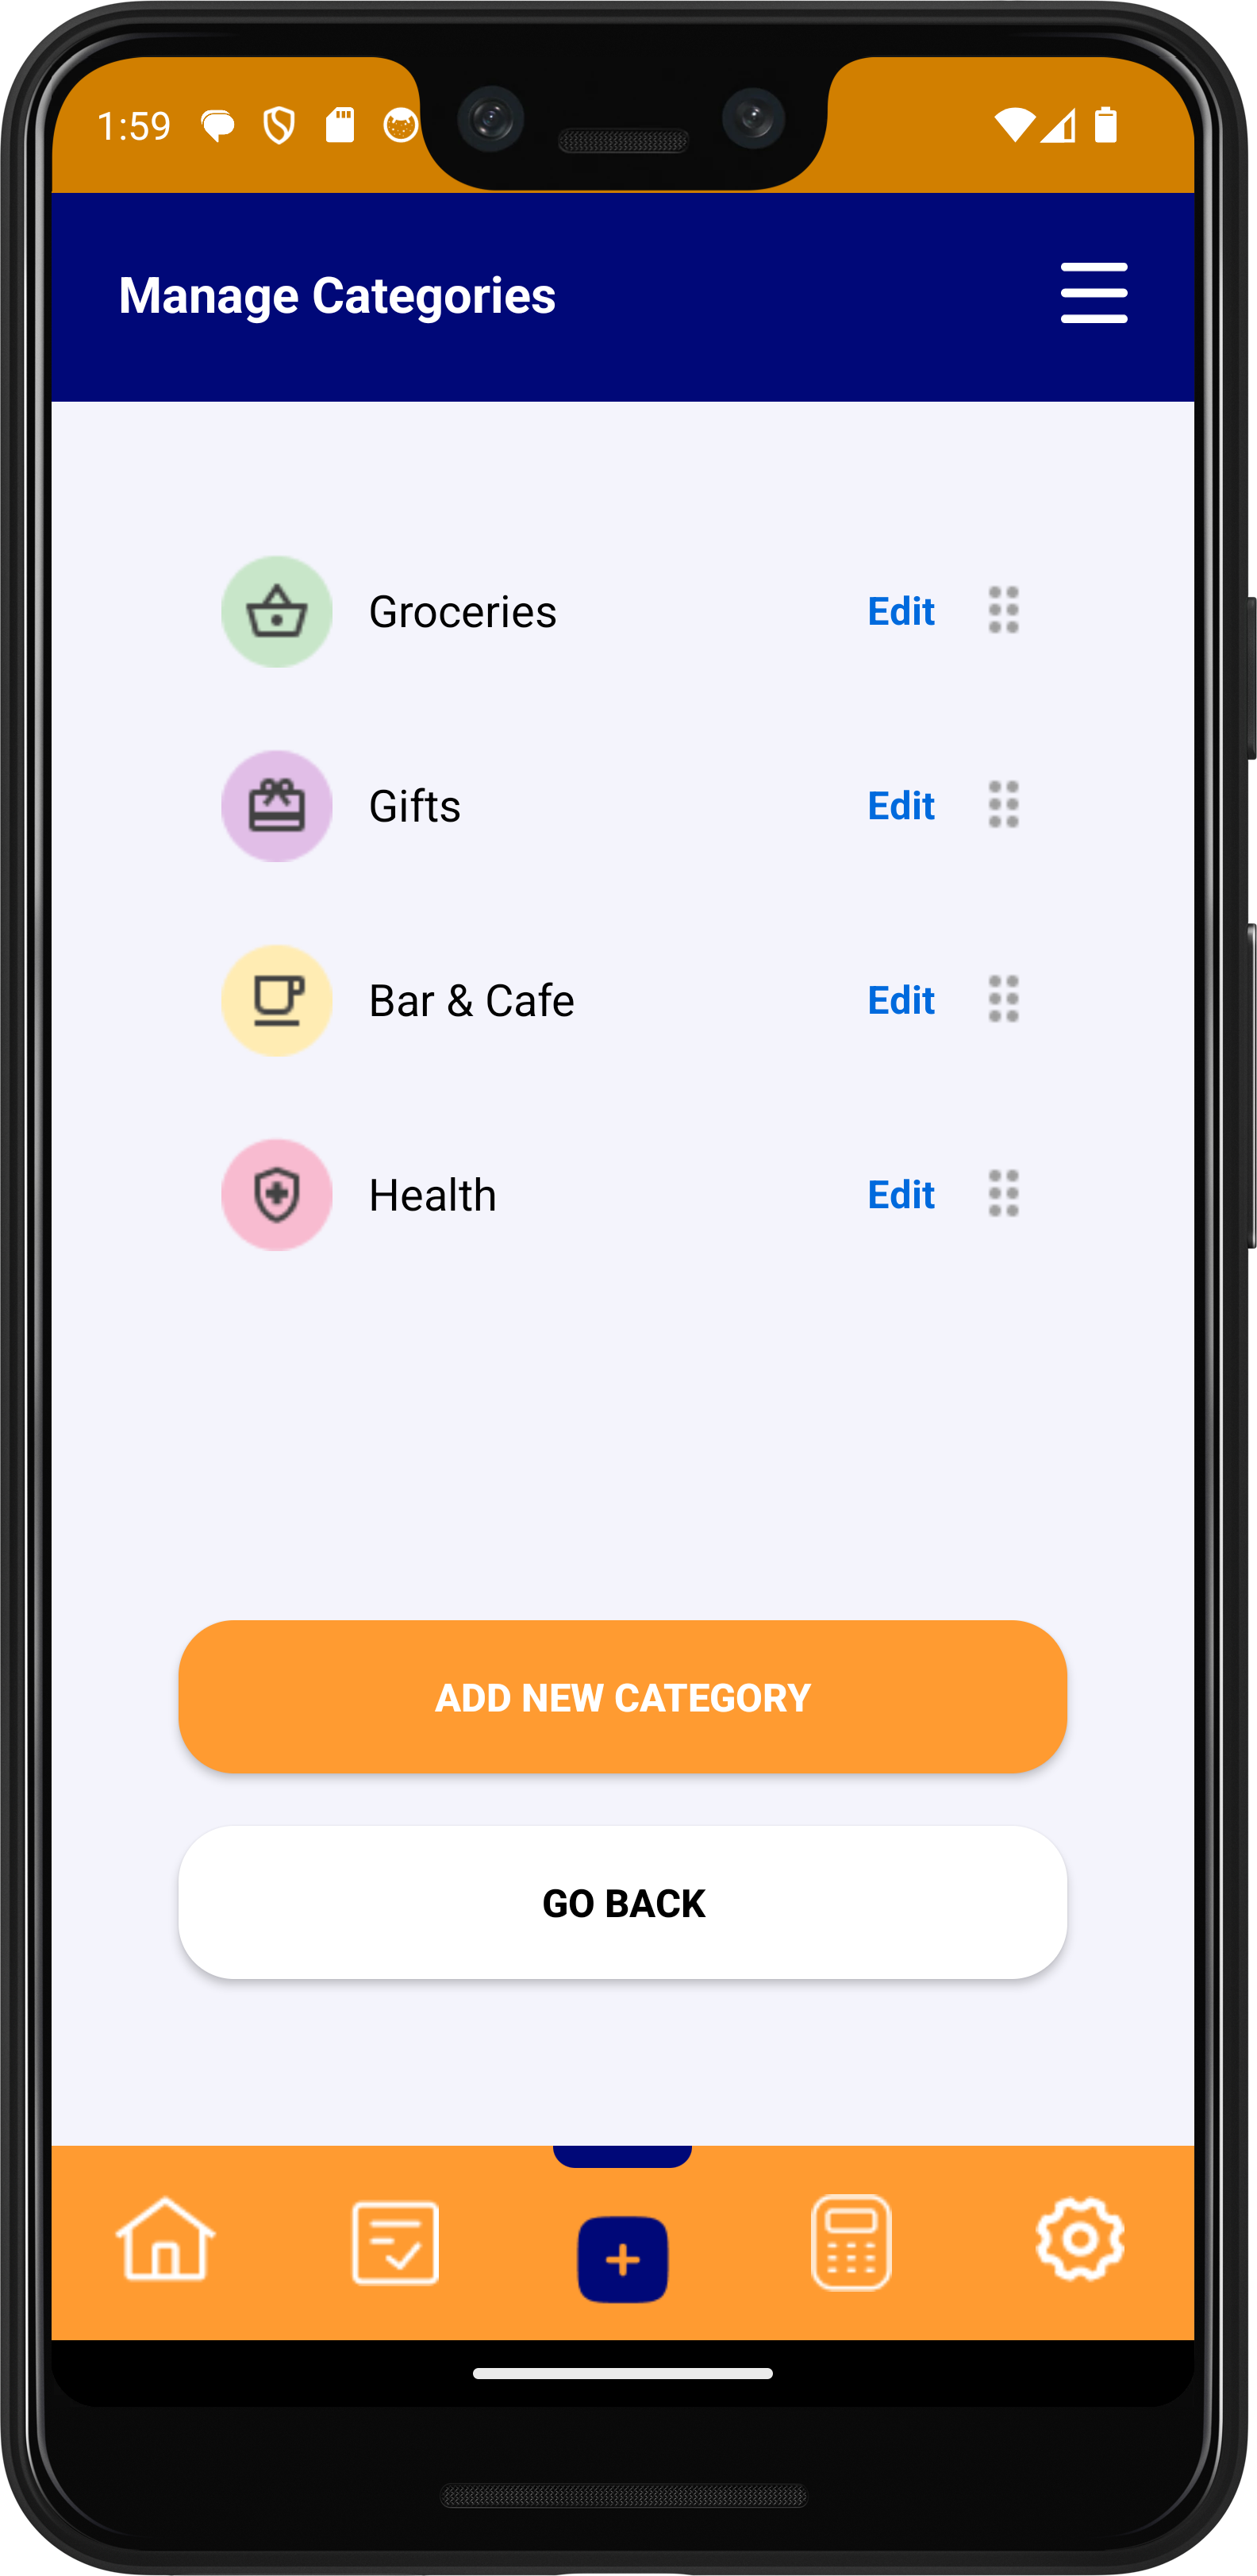 1:59
Manage Categories
Groceries Edit
Gifts Edit
Bar & Cafe Edit
Health Edit
ADD NEW CATEGORY
GO BACK